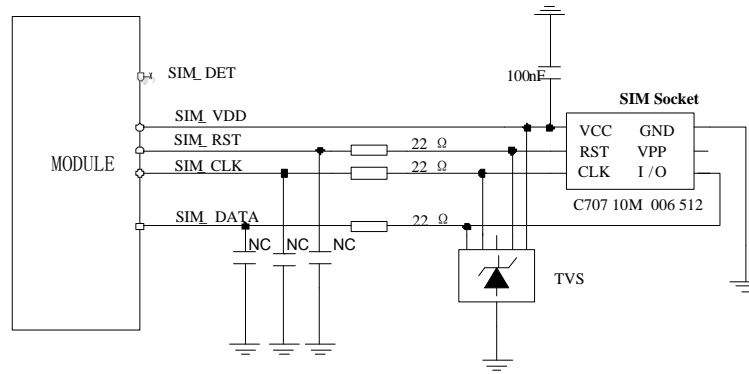 SIM_DET
100nF
SIM Socket
SIM_VDD
VCC GND
SIM_RST
22 Ω
RST VPP
MODULE
SIM_CLK
22 Ω
CLK I/O
C707 10M 006 512
SIM_DATA
22 Ω
NC
NC
NC
TVS